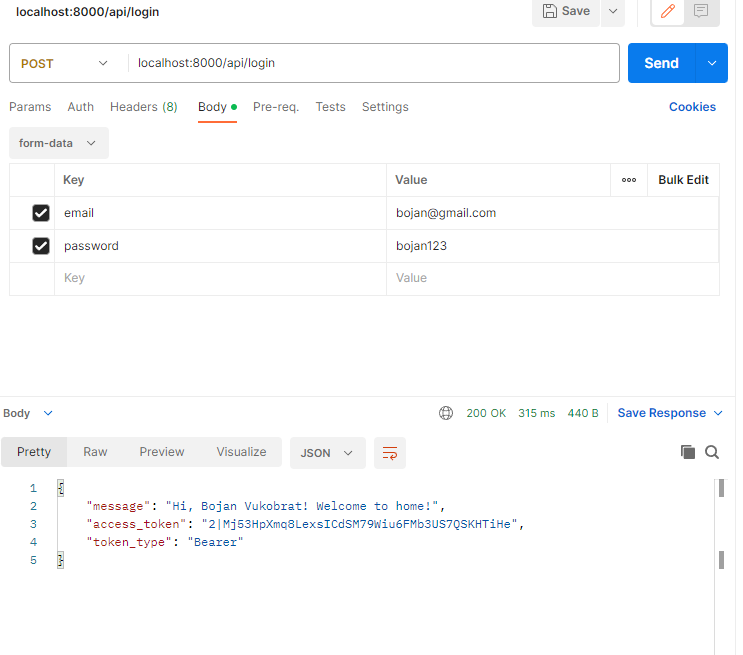 localhost:8000/api/login
Save
POST
localhost:8000/api/login
Send
Params Auth Headers (8) Body Pre-req. Tests Settings Cookies
form-data
Key Value ooo Bulk Edit
email bojan@gmail.com
password bojan123
Key Value
Body 200 OK 315 ms 440 B Save Response
Pretty Raw Preview Visualize JSON
1 {
2 "message": "Hi, Bojan Vukobrat! Welcome to home!",
3 "access_token": "2|Mj53HpXmq8LexsICdSM79Wiu6FMb3US7QSKHTiHe",
4 "token_type": "Bearer"
5 }